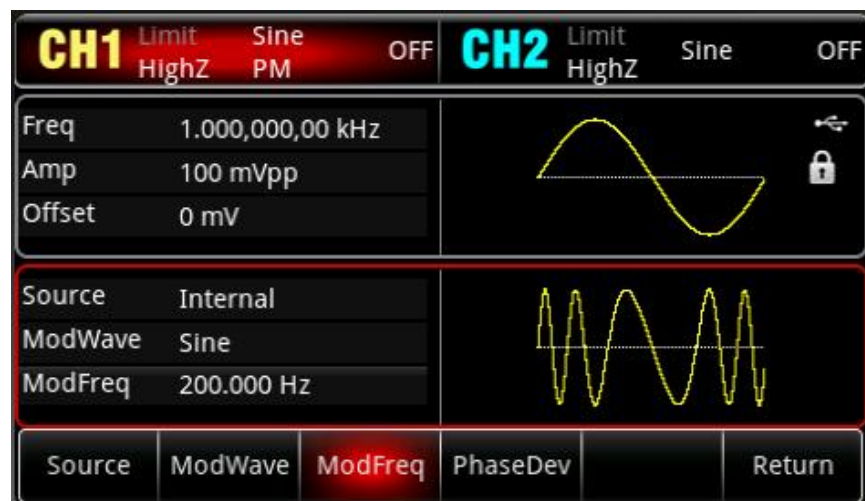 CH1 Limit Sine OFF CH2 Limit Sine OFF
HighZ PM HighZ
Freq 1.000,000,00 kHz
Amp 100 mVpp
Offset 0 mV
Source Internal
ModWave Sine
ModFreq 200.000 Hz
Source ModWave ModFreq PhaseDev Return